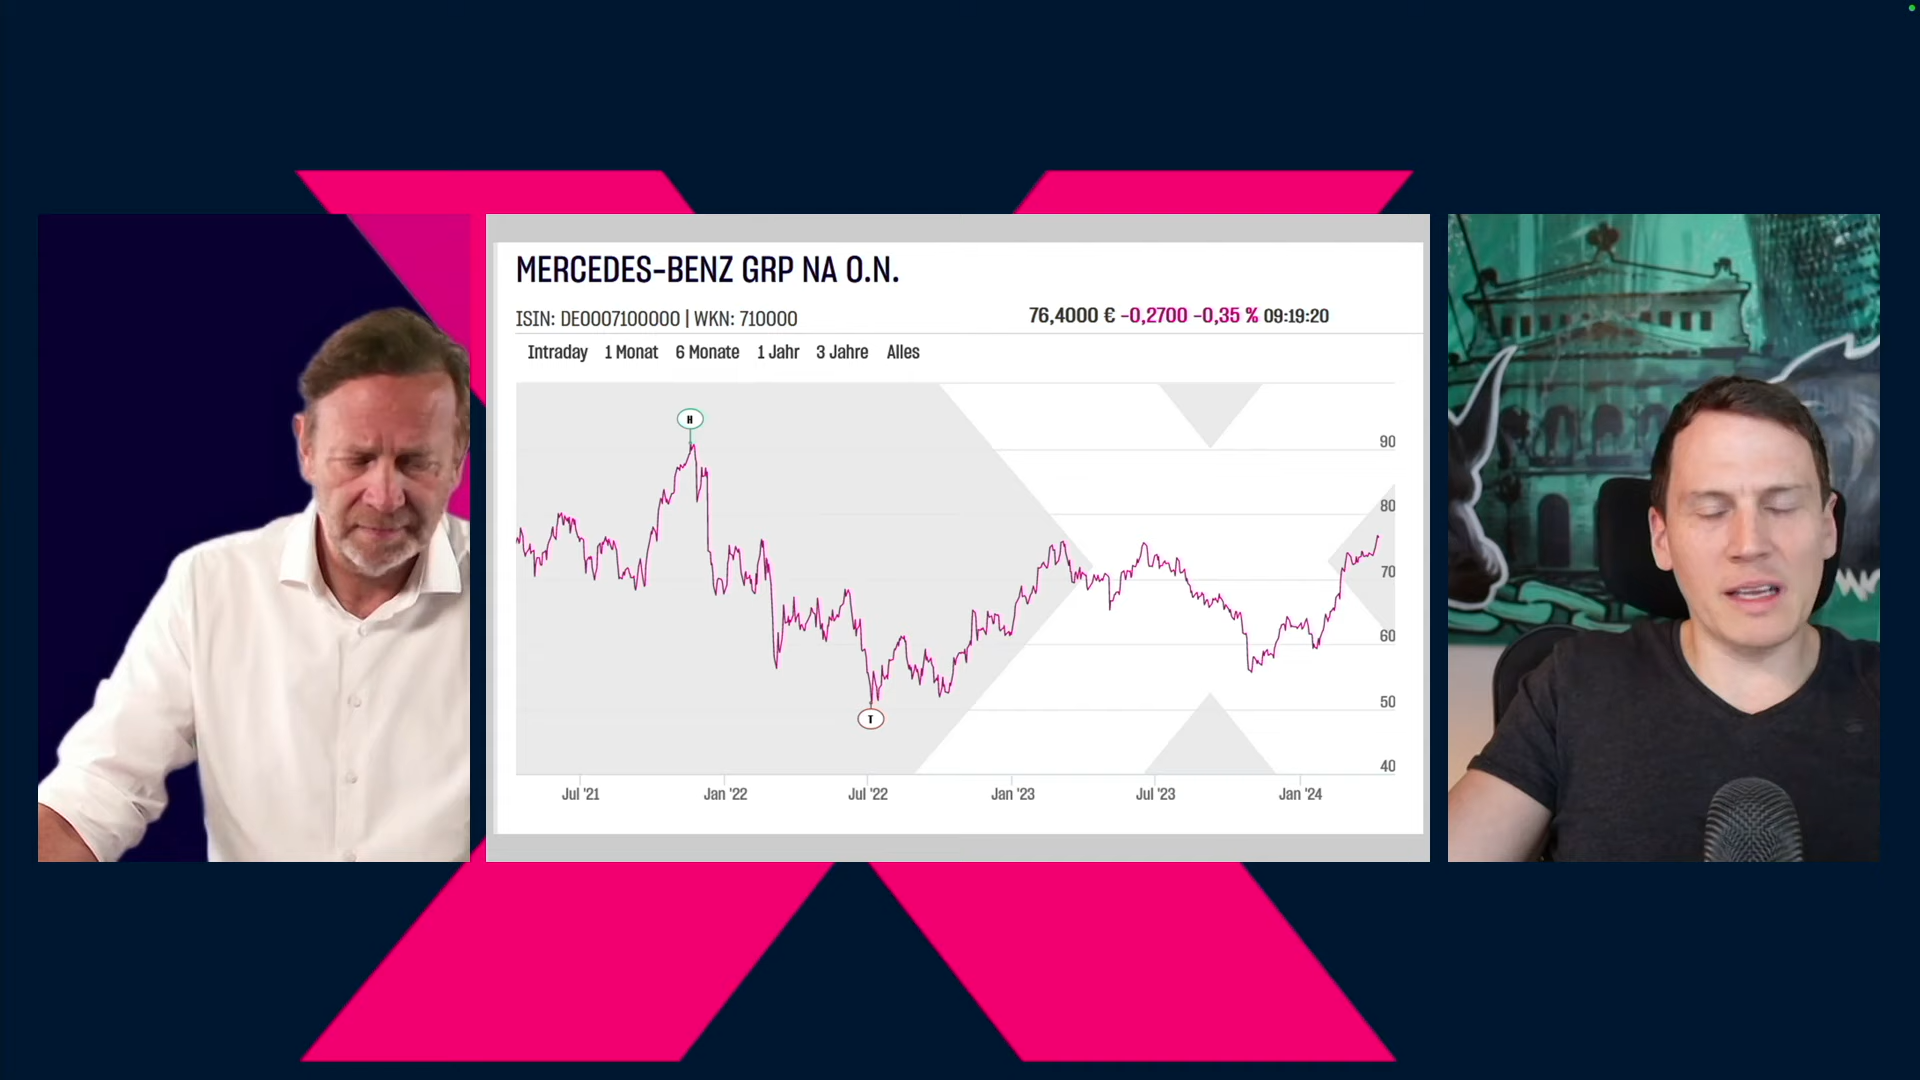 MERCEDES-BENZ GRP NA O.N.
ISIN: DE0007100000 | WKN: 710000
76,4000 € -0,2700 -0,35 % 09:19:20
Intraday 1 Monat 6 Monate 1 Jahr 3 Jahre Alles
H
90
80
70
60
T
50
40
Jul '21 Jan '22 Jul '22 Jan '23 Jul '23 Jan '24